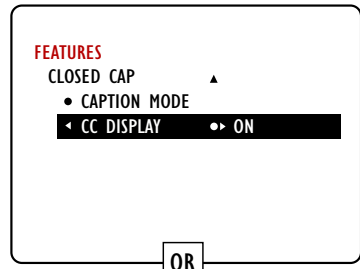 FEATURES
CLOSED CAP ▲
• CAPTION MODE
◂ CC DISPLAY •▸ ON
OR